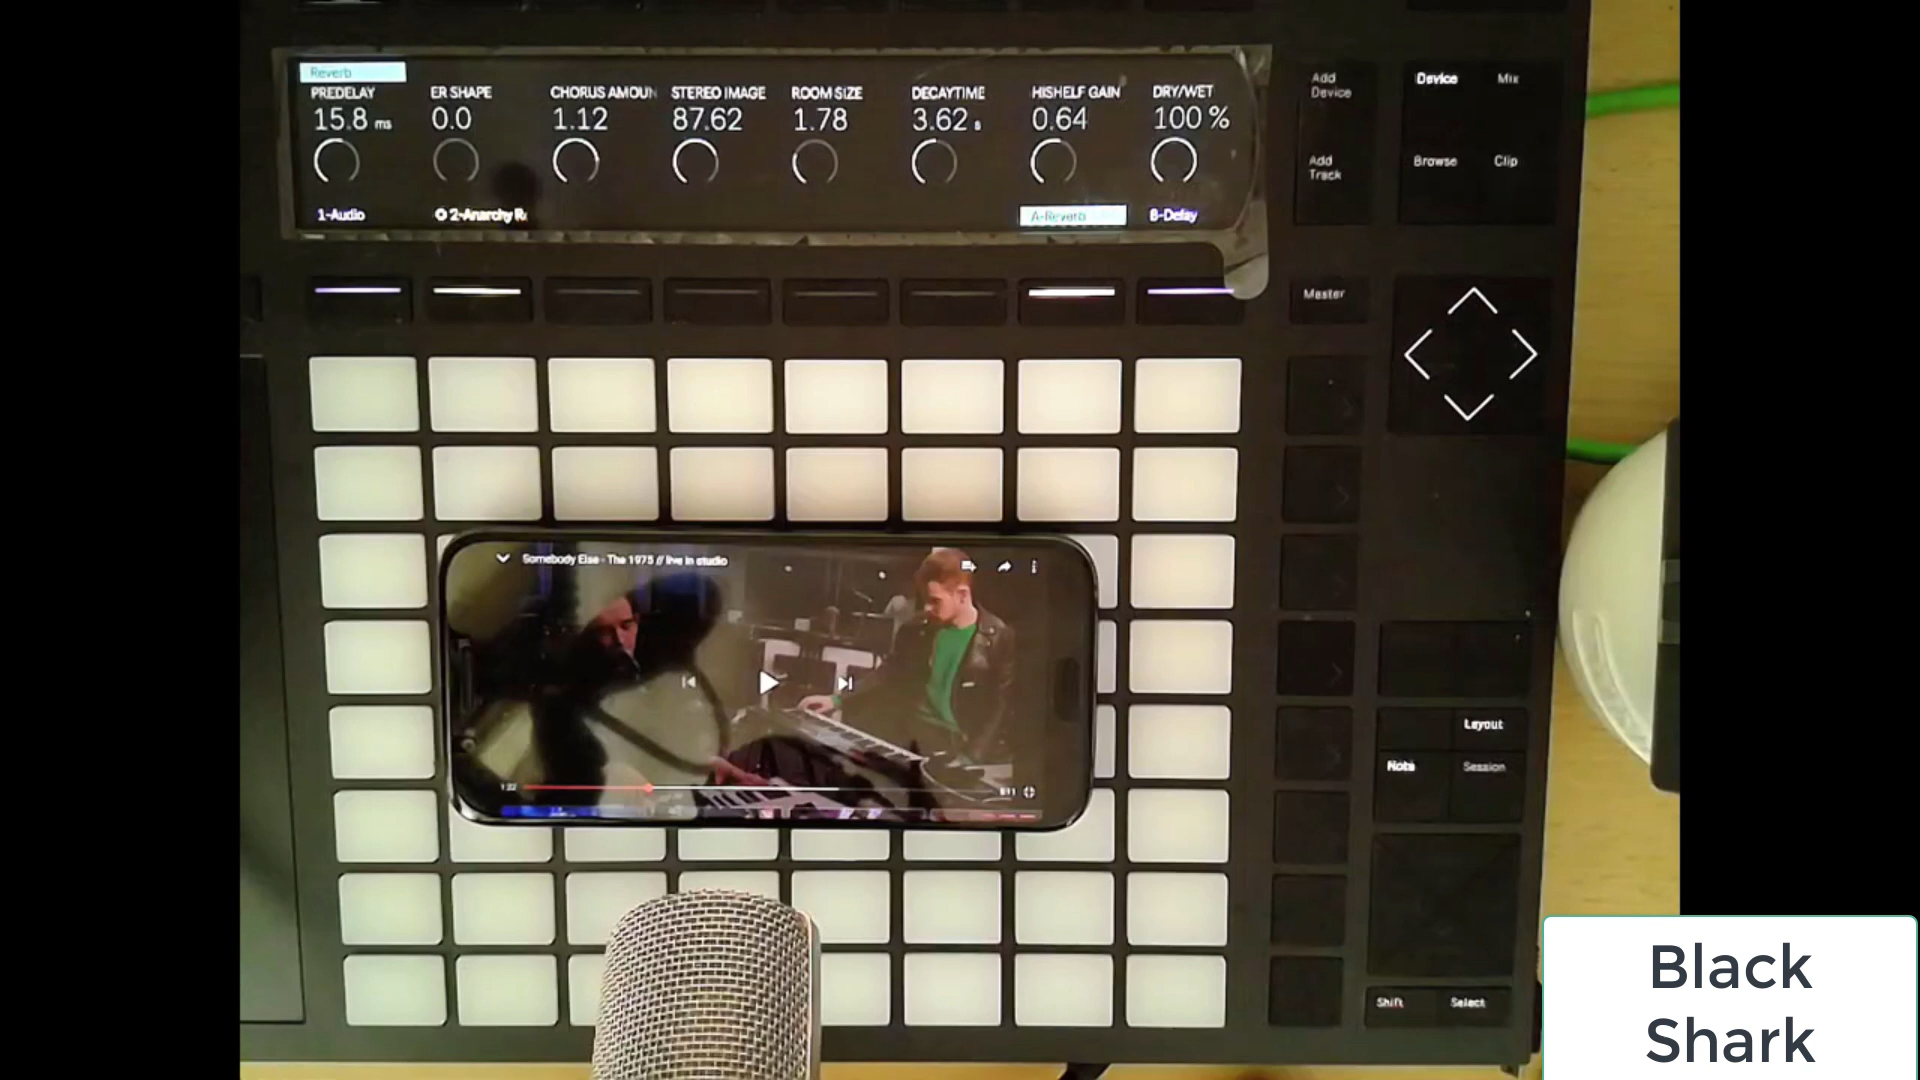 Reverb
PREDELAY ER SHAPE CHORUS AMOUN STEREO IMAGE ROOM SIZE DECAYTIME HISHELF GAIN DRY/WET
15.8 ms 0.0 1.12 87.62 1.78 3.62 s 0.64 100 %
1-Audio 2-Anarchy R A-Reverb B-Delay
Add
Device
Device Mix
Add
Track
Browse Clip
Master
Somebody Else - The 1975 // live in studio
1:22
Layout
Note Session
Shift Select
Black
Shark